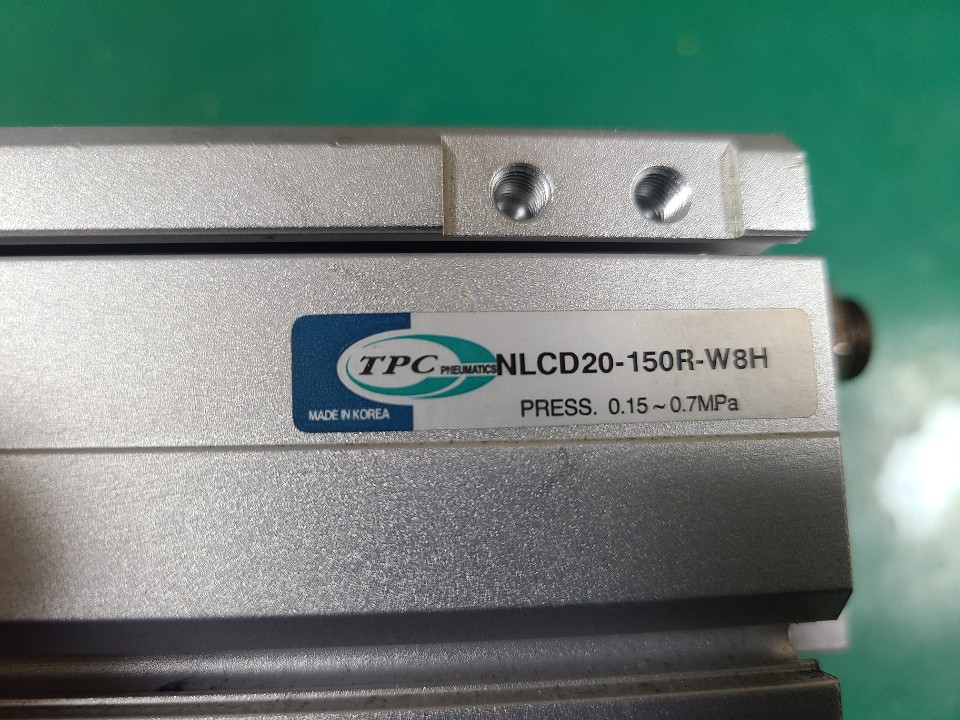 TPC PNEUMATICS NLCD20-150R-W8H
MADE IN KOREA PRESS. 0.15~0.7MPa